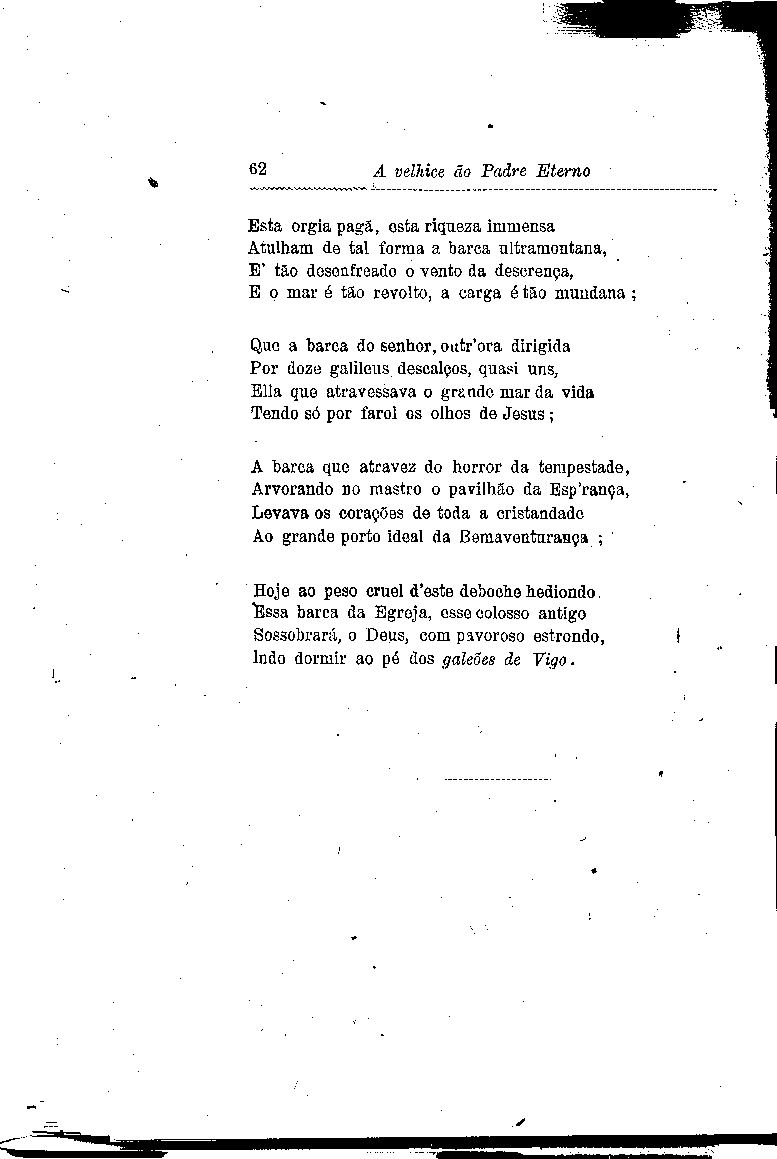 62 A velhice do Padre Eterno
Esta orgia pagã, esta riqueza immensa
Atulham de tal forma a barca ultramontana,
E' tão desenfreado o vento da descrença,
E o mar é tão revolto, a carga é tão mundana ;
Que a barca do senhor, outr'ora dirigida
Por doze galileus descalços, quasi uns,
Ella que atravessava o grande mar da vida
Tendo só por farol os olhos de Jesus ;
A barca que atravez do horror da tempestade,
Arvorando no mastro o pavilhão da Esp'rança,
Levava os corações de toda a cristandade
Ao grande porto ideal da Bemaventurança ;
Hoje ao peso cruel d'este deboche hediondo.
Essa barca da Egreja, esse colosso antigo
Sossobrará, o Deus, com pavoroso estrondo,
Indo dormir ao pé dos galeões de Vigo.